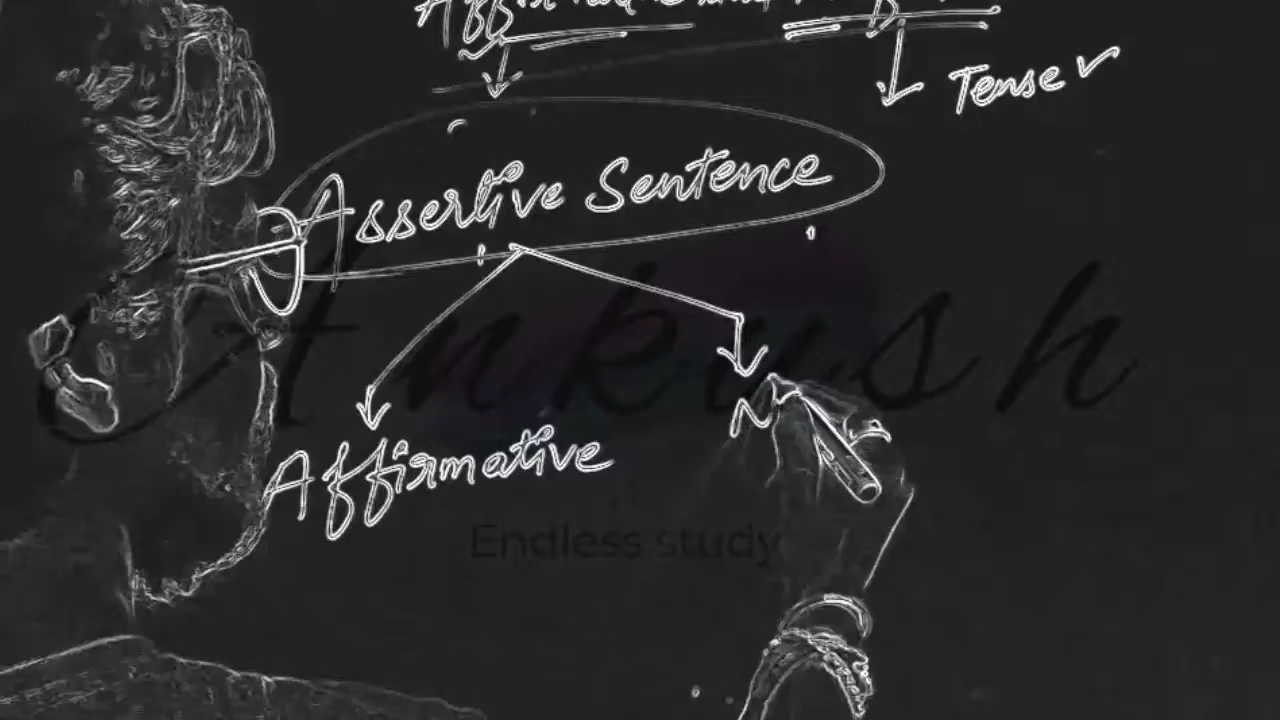 Tense
Assertive Sentence
Ankush
Affirmative
N
Endless study